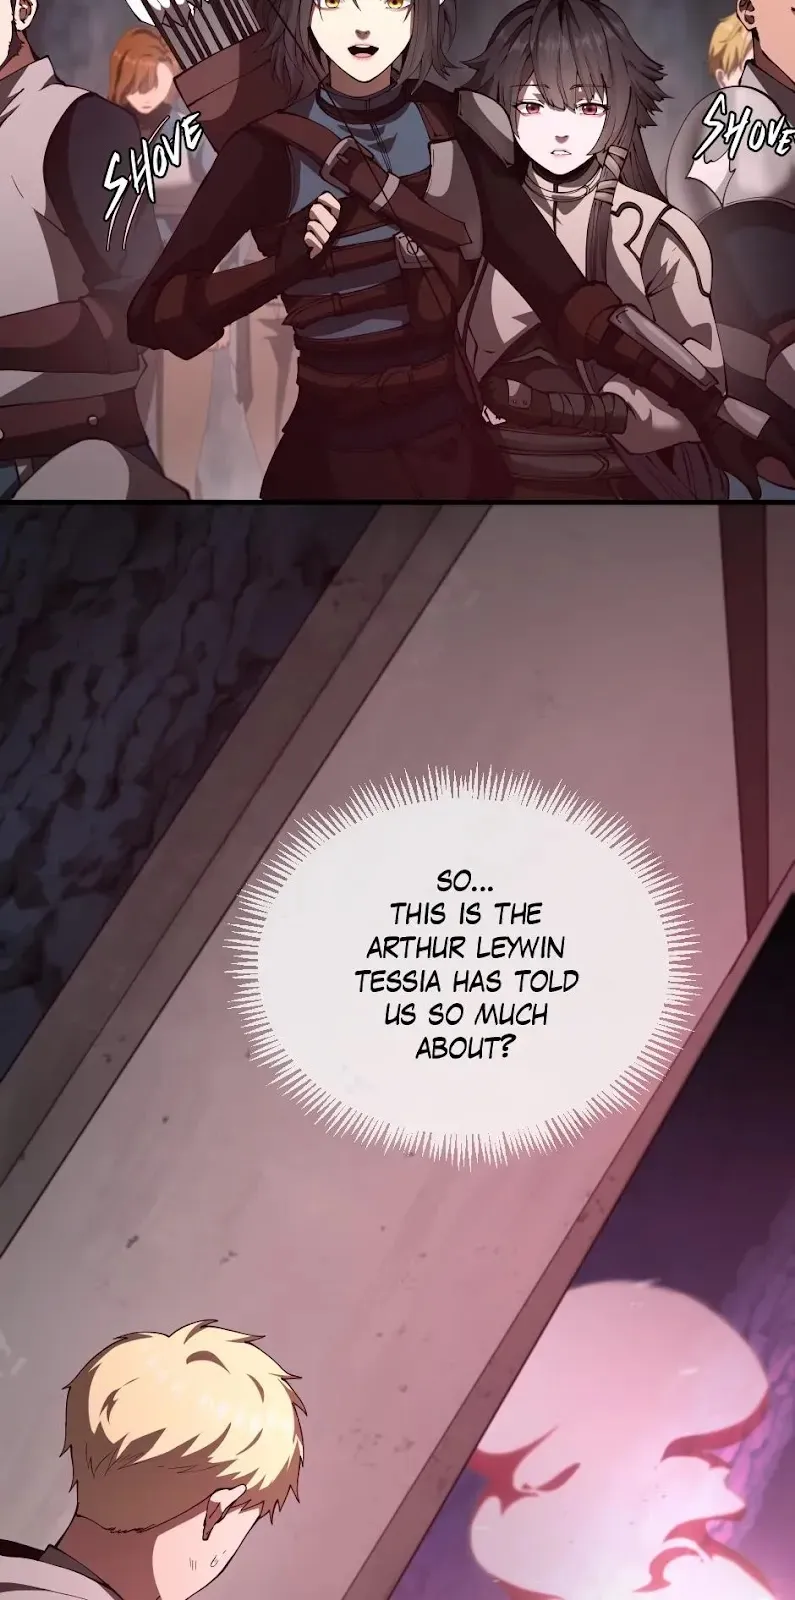 SHOVE
SHOVE
SO...
THIS IS THE
ARTHUR LEYWIN
TESSIA HAS TOLD
US SO MUCH
ABOUT?